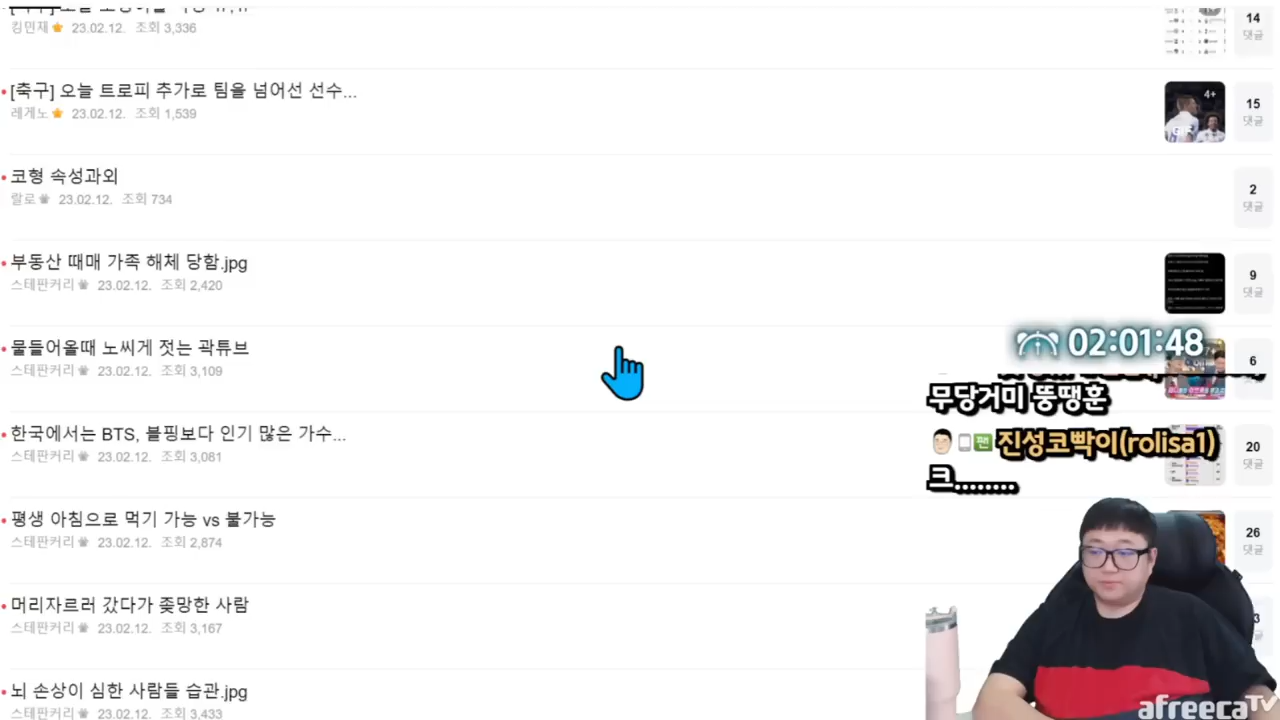 킹민재 23.02.12. 조회 3,336
14
댓글
[축구] 오늘 트로피 추가로 팀을 넘어선 선수...
레게노 23.02.12. 조회 1,539
4+
GIF
15
댓글
코형 속성과외
랄로 23.02.12. 조회 734
2
댓글
부동산 때매 가족 해체 당함.jpg
스테판커리 23.02.12. 조회 2,420
9
댓글
02:01:48
물들어올때 노씨게 젓는 곽튜브
스테판커리 23.02.12. 조회 3,109
7+
6
무당거미 뚱땡훈
한국에서는 BTS, 블핑보다 인기 많은 가수...
스테판커리 23.02.12. 조회 3,081
20
댓글
팬 진성코빡이(rolisa1)
크........
평생 아침으로 먹기 가능 vs 불가능
스테판커리 23.02.12. 조회 2,874
26
댓글
머리자르러 갔다가 좆망한 사람
스테판커리 23.02.12. 조회 3,167
뇌 손상이 심한 사람들 습관.jpg
스테판커리 23.02.12. 조회 3,433
afreecaTV